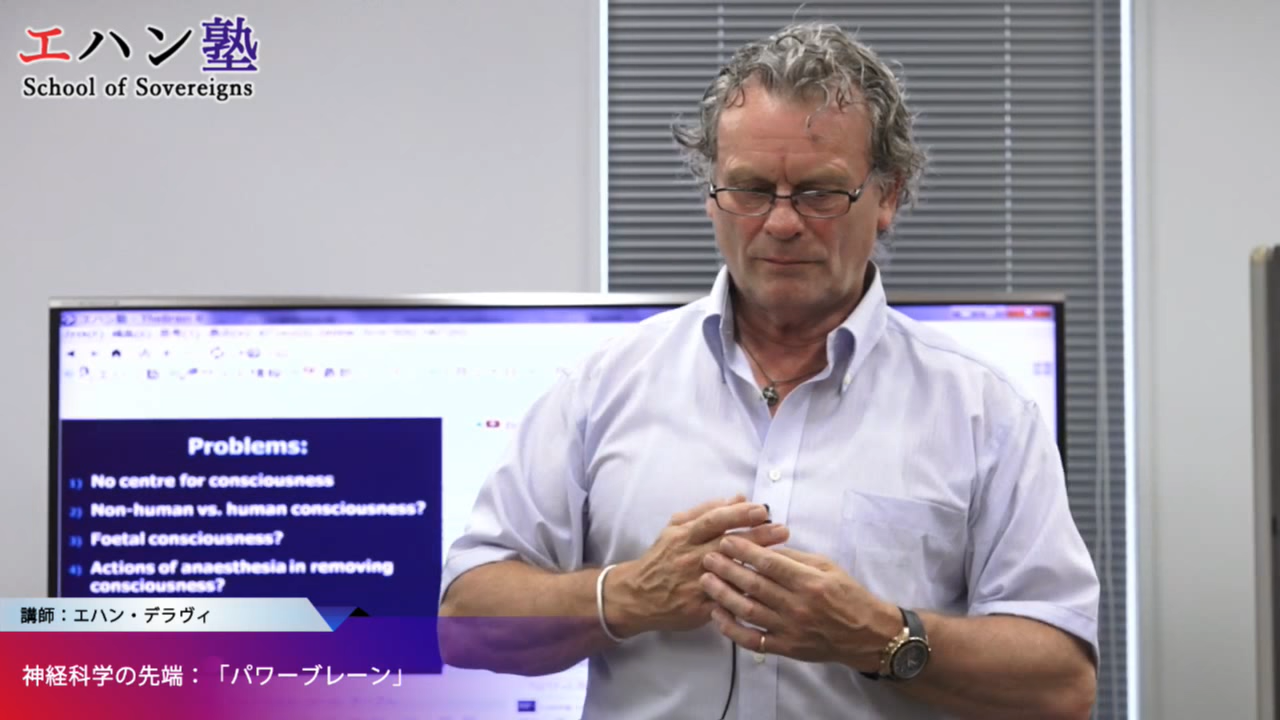 エハン塾
School of Sovereigns
Problems:
1) No centre for consciousness
2) Non-human vs. human consciousness?
3) Foetal consciousness?
4) Actions of anaesthesia in removing
consciousness?
講師：エハン・デラヴィ
神経科学の先端：「パワーブレーン」